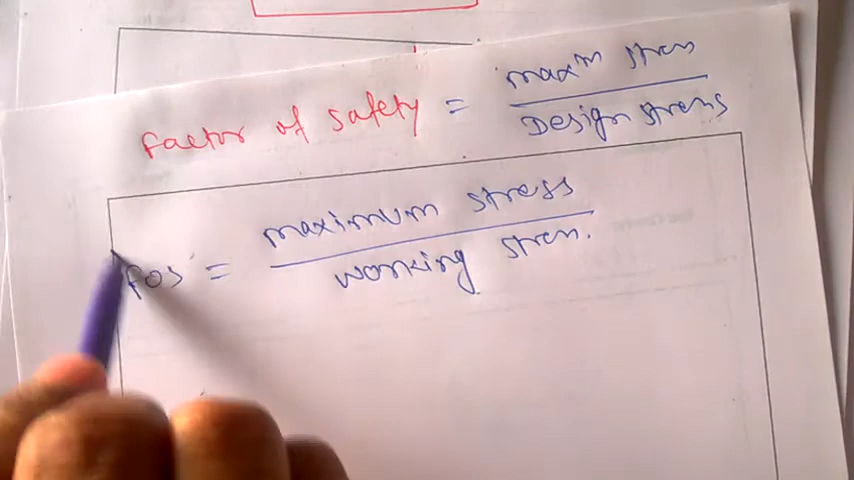 Factor of safety = maxm stress
Design stress
fos = maximum stress
working stress.